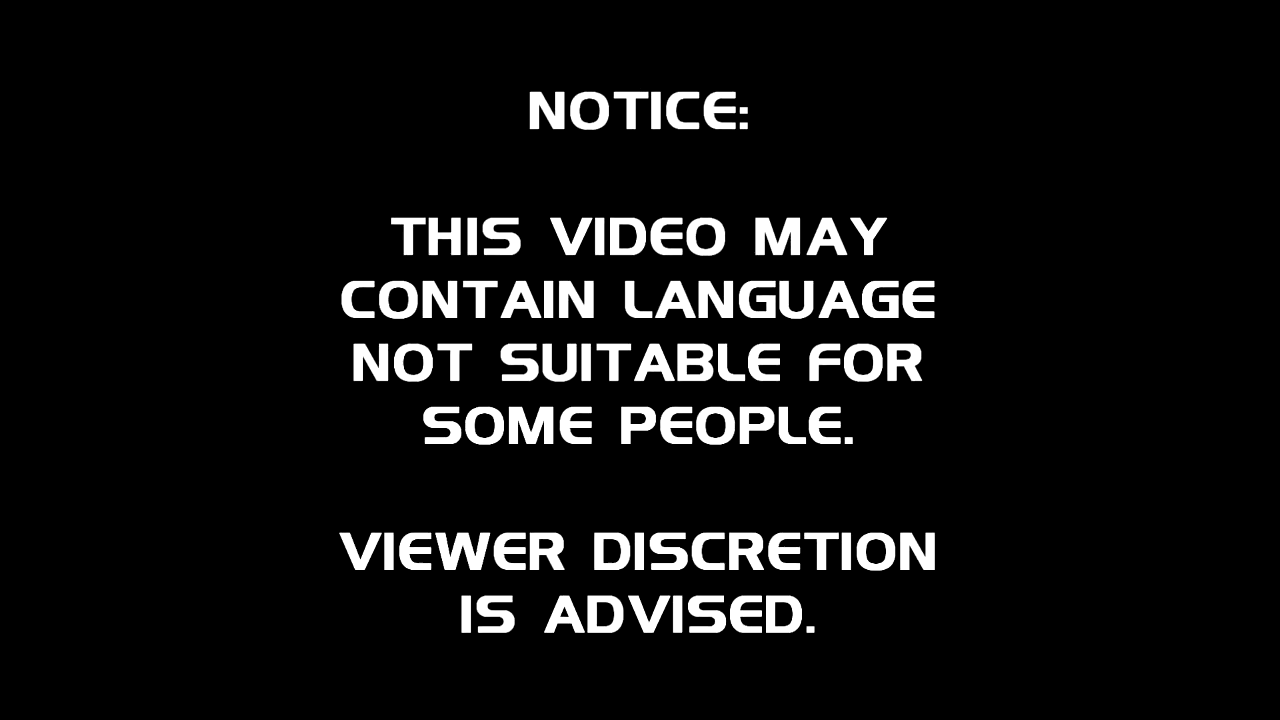 NOTICE:
THIS VIDEO MAY
CONTAIN LANGUAGE
NOT SUITABLE FOR
SOME PEOPLE.
VIEWER DISCRETION
IS ADVISED.